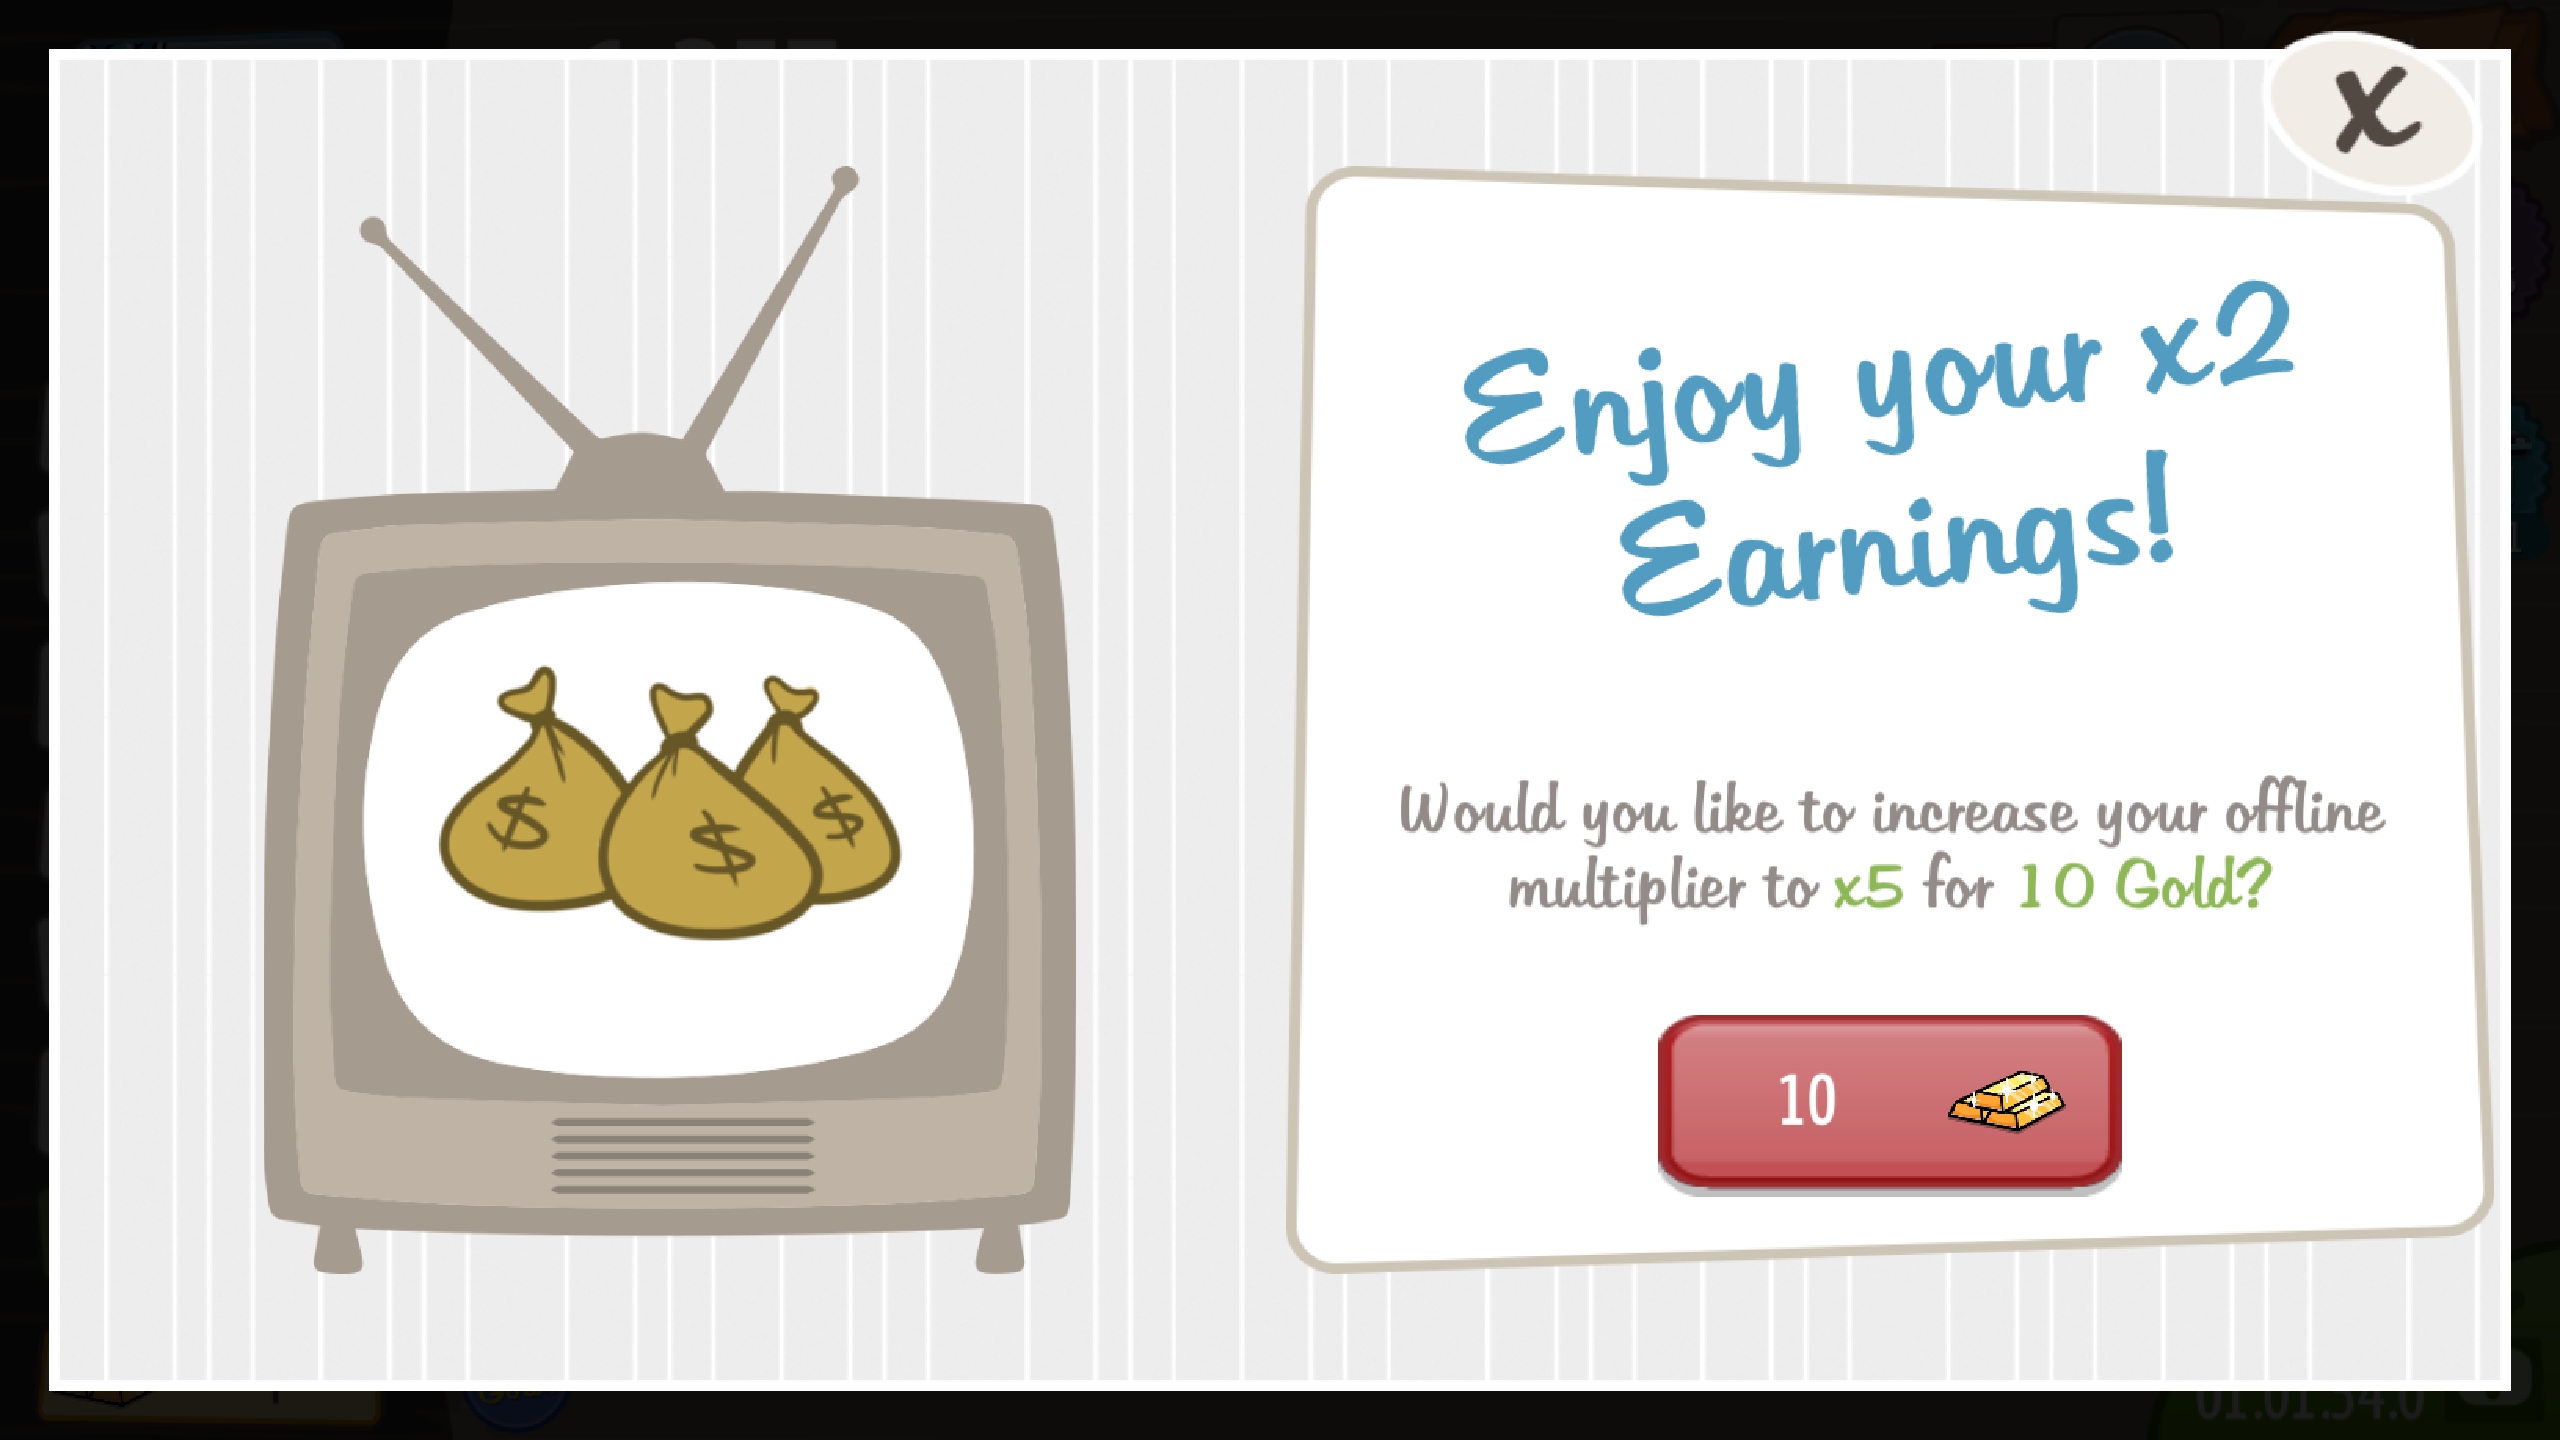 X
Enjoy your x2
Earnings!
Would you like to increase your offline
multiplier to x5 for 10 Gold?
10
$ $ $